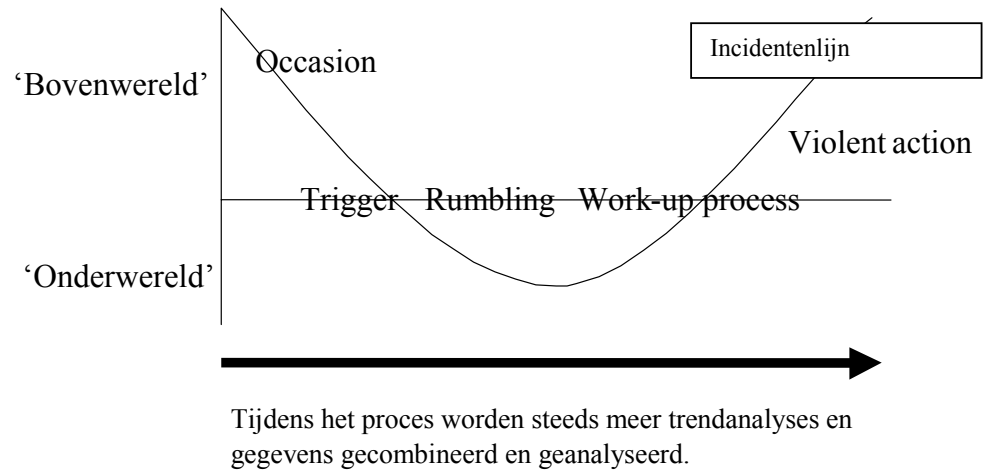 Occasion
Incidentenlijn
‘Bovenwereld’
Violent action
Trigger Rumbling Work-up process
‘Onderwereld’
Tijdens het proces worden steeds meer trendanalyses en
gegevens gecombineerd en geanalyseerd.